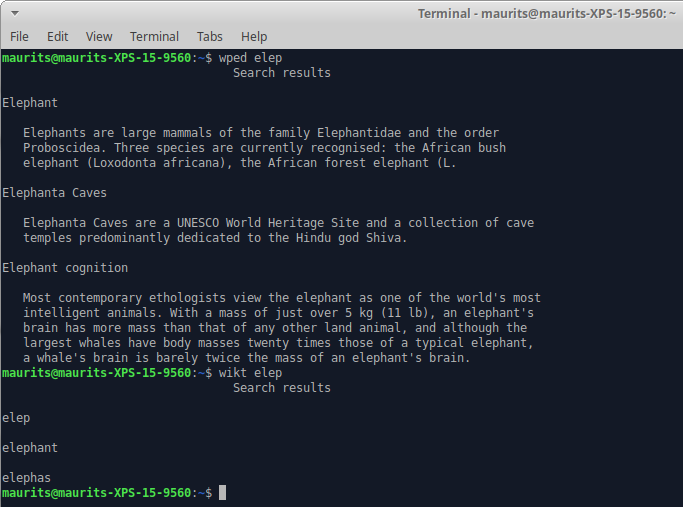 Terminal - maurits@maurits-XPS-15-9560: ~
File Edit View Terminal Tabs Help
maurits@maurits-XPS-15-9560:~$ wped elep
Search results
Elephant
Elephants are large mammals of the family Elephantidae and the order
Proboscidea. Three species are currently recognised: the African bush
elephant (Loxodonta africana), the African forest elephant (L.
Elephanta Caves
Elephanta Caves are a UNESCO World Heritage Site and a collection of cave
temples predominantly dedicated to the Hindu god Shiva.
Elephant cognition
Most contemporary ethologists view the elephant as one of the world's most
intelligent animals. With a mass of just over 5 kg (11 lb), an elephant's
brain has more mass than that of any other land animal, and although the
largest whales have body masses twenty times those of a typical elephant,
a whale's brain is barely twice the mass of an elephant's brain.
maurits@maurits-XPS-15-9560:~$ wikt elep
Search results
elep
elephant
elephas
maurits@maurits-XPS-15-9560:~$